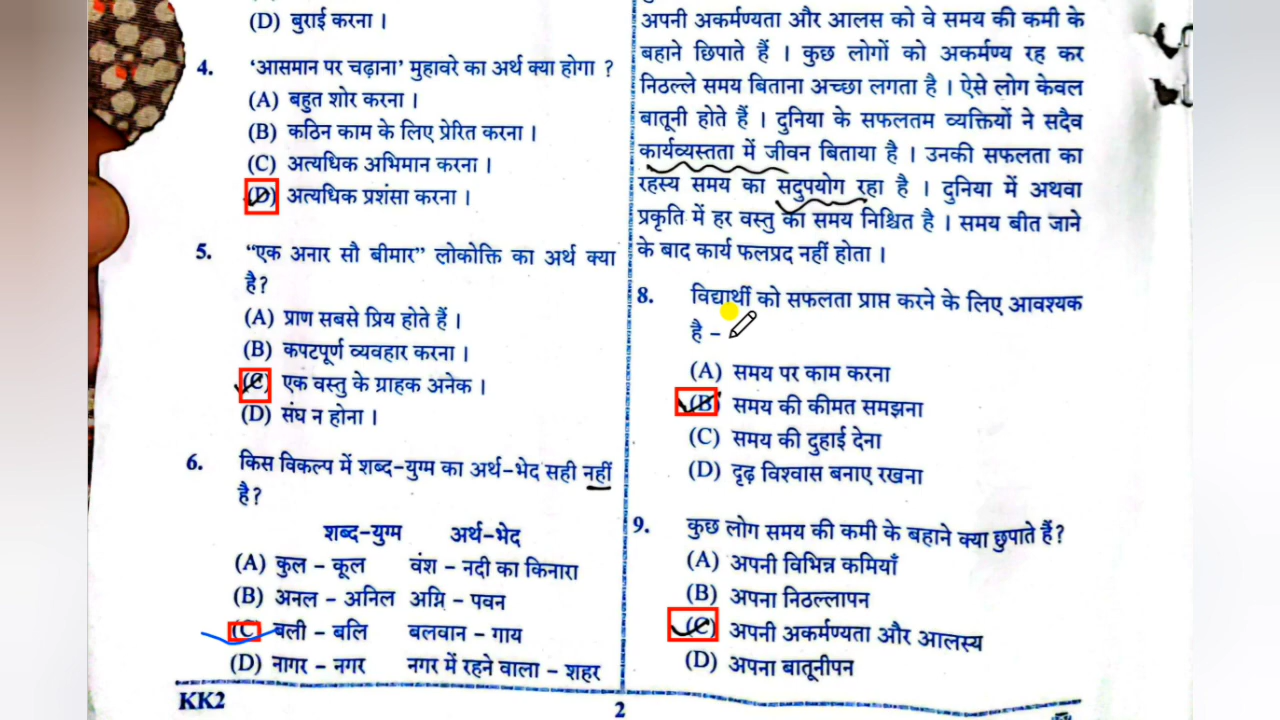 (D) बुराई करना ।
4. ‘आसमान पर चढ़ाना’ मुहावरे का अर्थ क्या होगा ?
(A) बहुत शोर करना ।
(B) कठिन काम के लिए प्रेरित करना ।
(C) अत्यधिक अभिमान करना ।
(D) अत्यधिक प्रशंसा करना ।
5. “एक अनार सौ बीमार” लोकोक्ति का अर्थ क्या
है?
(A) प्राण सबसे प्रिय होते हैं ।
(B) कपटपूर्ण व्यवहार करना ।
(C) एक वस्तु के ग्राहक अनेक ।
(D) संघ न होना ।
6. किस विकल्प में शब्द-युग्म का अर्थ-भेद सही नहीं
है?
शब्द-युग्म अर्थ-भेद
(A) कुल – कूल वंश – नदी का किनारा
(B) अनल – अनिल अग्नि – पवन
(C) बली – बलि बलवान – गाय
(D) नागर – नगर नगर में रहने वाला – शहर
KK2
अपनी अकर्मण्यता और आलस को वे समय की कमी के
बहाने छिपाते हैं । कुछ लोगों को अकर्मण्य रह कर
निठल्ले समय बिताना अच्छा लगता है । ऐसे लोग केवल
बातूनी होते हैं । दुनिया के सफलतम व्यक्तियों ने सदैव
कार्यव्यस्तता में जीवन बिताया है । उनकी सफलता का
रहस्य समय का सदुपयोग रहा है । दुनिया में अथवा
प्रकृति में हर वस्तु का समय निश्चित है । समय बीत जाने
के बाद कार्य फलप्रद नहीं होता ।
8. विद्यार्थी को सफलता प्राप्त करने के लिए आवश्यक
है –
(A) समय पर काम करना
(B) समय की कीमत समझना
(C) समय की दुहाई देना
(D) दृढ़ विश्वास बनाए रखना
9. कुछ लोग समय की कमी के बहाने क्या छुपाते हैं?
(A) अपनी विभिन्न कमियाँ
(B) अपना निठल्लापन
(C) अपनी अकर्मण्यता और आलस्य
(D) अपना बातूनीपन
2